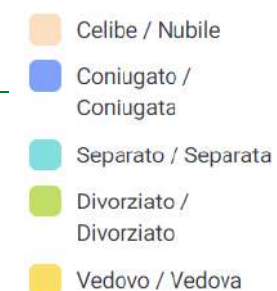 Celibe / Nubile
Coniugato /
Coniugata
Separato / Separata
Divorziato /
Divorziato
Vedovo / Vedova